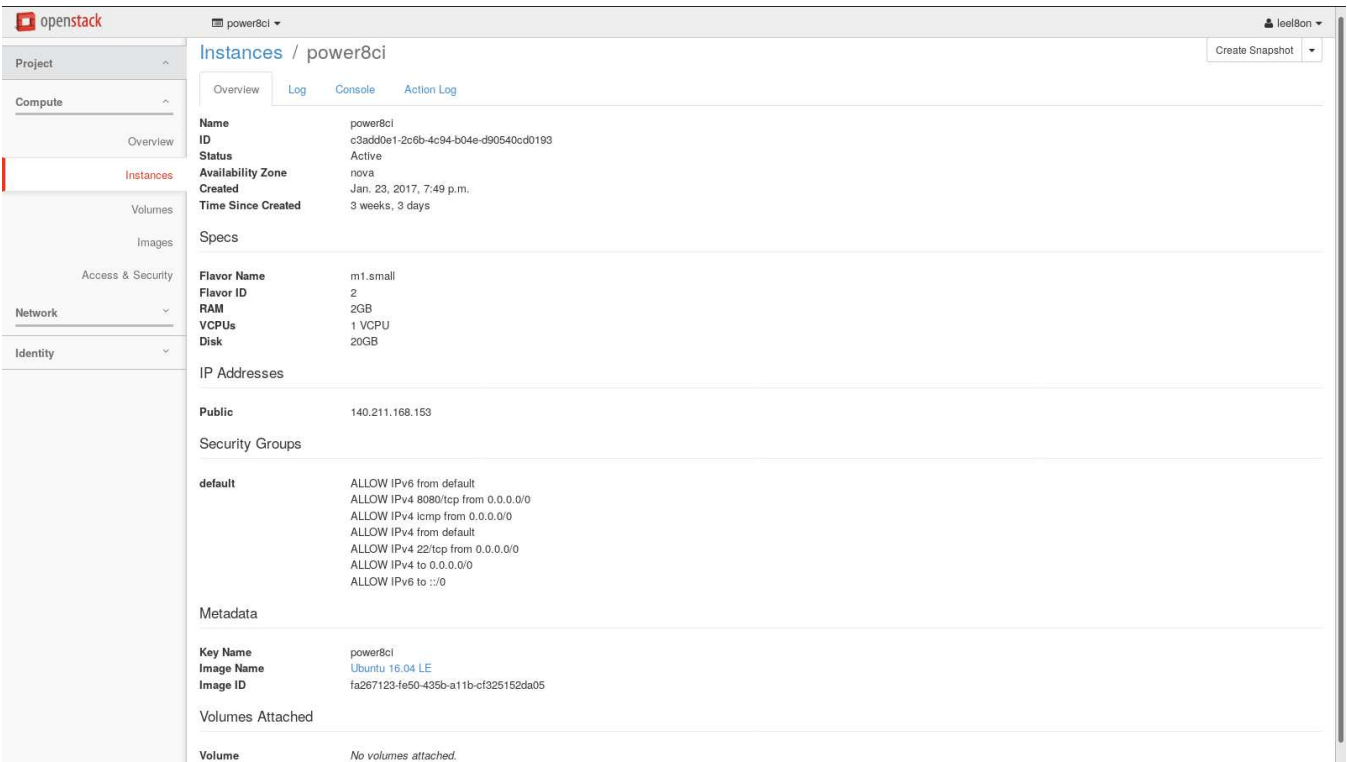 openstack
power8ci
leel8on
Project
Compute
Overview
Instances
Volumes
Images
Access & Security
Network
Identity
Instances / power8ci
Create Snapshot
Overview Log Console Action Log
Name power8ci
ID c3add0e1-2c6b-4c94-b04e-d90540cd0193
Status Active
Availability Zone nova
Created Jan. 23, 2017, 7:49 p.m.
Time Since Created 3 weeks, 3 days
Specs
Flavor Name m1.small
Flavor ID 2
RAM 2GB
VCPUs 1 VCPU
Disk 20GB
IP Addresses
Public 140.211.168.153
Security Groups
default ALLOW IPv6 from default
ALLOW IPv4 8080/tcp from 0.0.0.0/0
ALLOW IPv4 icmp from 0.0.0.0/0
ALLOW IPv4 from default
ALLOW IPv4 22/tcp from 0.0.0.0/0
ALLOW IPv4 to 0.0.0.0/0
ALLOW IPv6 to ::/0
Metadata
Key Name power8ci
Image Name Ubuntu 16.04 LE
Image ID fa267123-fe50-435b-a11b-cf325152da05
Volumes Attached
Volume No volumes attached.